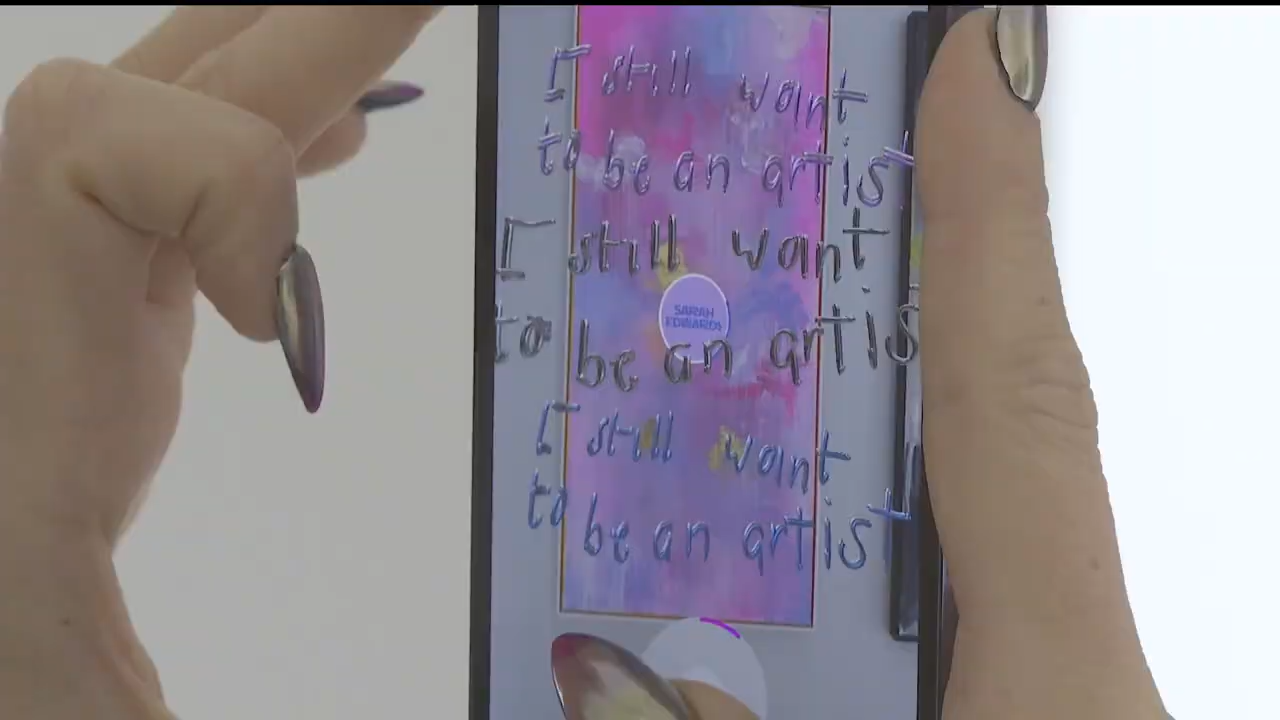 I still want
to be an artist
I still want
to be an artis
SARAH
EDWARDS
I still want
to be an artist